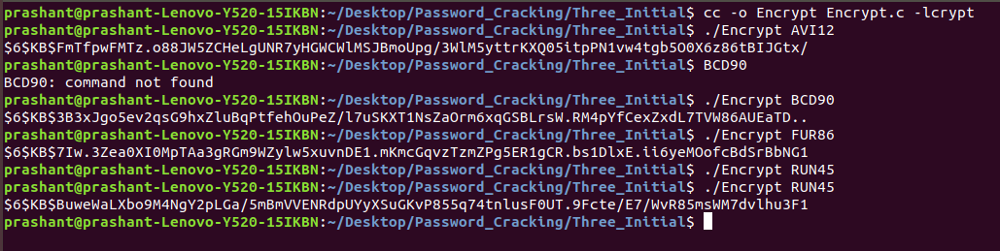 prashant@prashant-Lenovo-Y520-15IKBN:~/Desktop/Password_Cracking/Three_Initial$ cc -o Encrypt Encrypt.c -lcrypt
prashant@prashant-Lenovo-Y520-15IKBN:~/Desktop/Password_Cracking/Three_Initial$ ./Encrypt AVI12
$6$KB$FmTfpwFMTz.o88JW5ZCHeLgUNR7yHGWCWlMSJBmoUpg/3WlM5yttrKXQ05itpPN1vw4tgb5O0X6z86tBIJGtx/
prashant@prashant-Lenovo-Y520-15IKBN:~/Desktop/Password_Cracking/Three_Initial$ BCD90
BCD90: command not found
prashant@prashant-Lenovo-Y520-15IKBN:~/Desktop/Password_Cracking/Three_Initial$ ./Encrypt BCD90
$6$KB$3B3xJgo5ev2qsG9hxZluBqPtfehOuPeZ/l7uSKXT1NsZaOrm6xqGSBLrsW.RM4pYfCexZxdL7TVW86AUEaTD..
prashant@prashant-Lenovo-Y520-15IKBN:~/Desktop/Password_Cracking/Three_Initial$ ./Encrypt FUR86
$6$KB$7Iw.3Zea0XI0MpTAa3gRGm9WZylw5xuvnDE1.mKmcGqvzTzmZPg5ER1gCR.bs1DlxE.ii6yeMOofcBdSrBbNG1
prashant@prashant-Lenovo-Y520-15IKBN:~/Desktop/Password_Cracking/Three_Initial$ ./Encrypt RUN45
prashant@prashant-Lenovo-Y520-15IKBN:~/Desktop/Password_Cracking/Three_Initial$ ./Encrypt RUN45
$6$KB$BuweWaLXbo9M4NgY2pLGa/5mBmVVENRdpUYyXSuGKvP855q74tnlusF0UT.9Fcte/E7/WvR85msWM7dvlhu3F1
prashant@prashant-Lenovo-Y520-15IKBN:~/Desktop/Password_Cracking/Three_Initial$